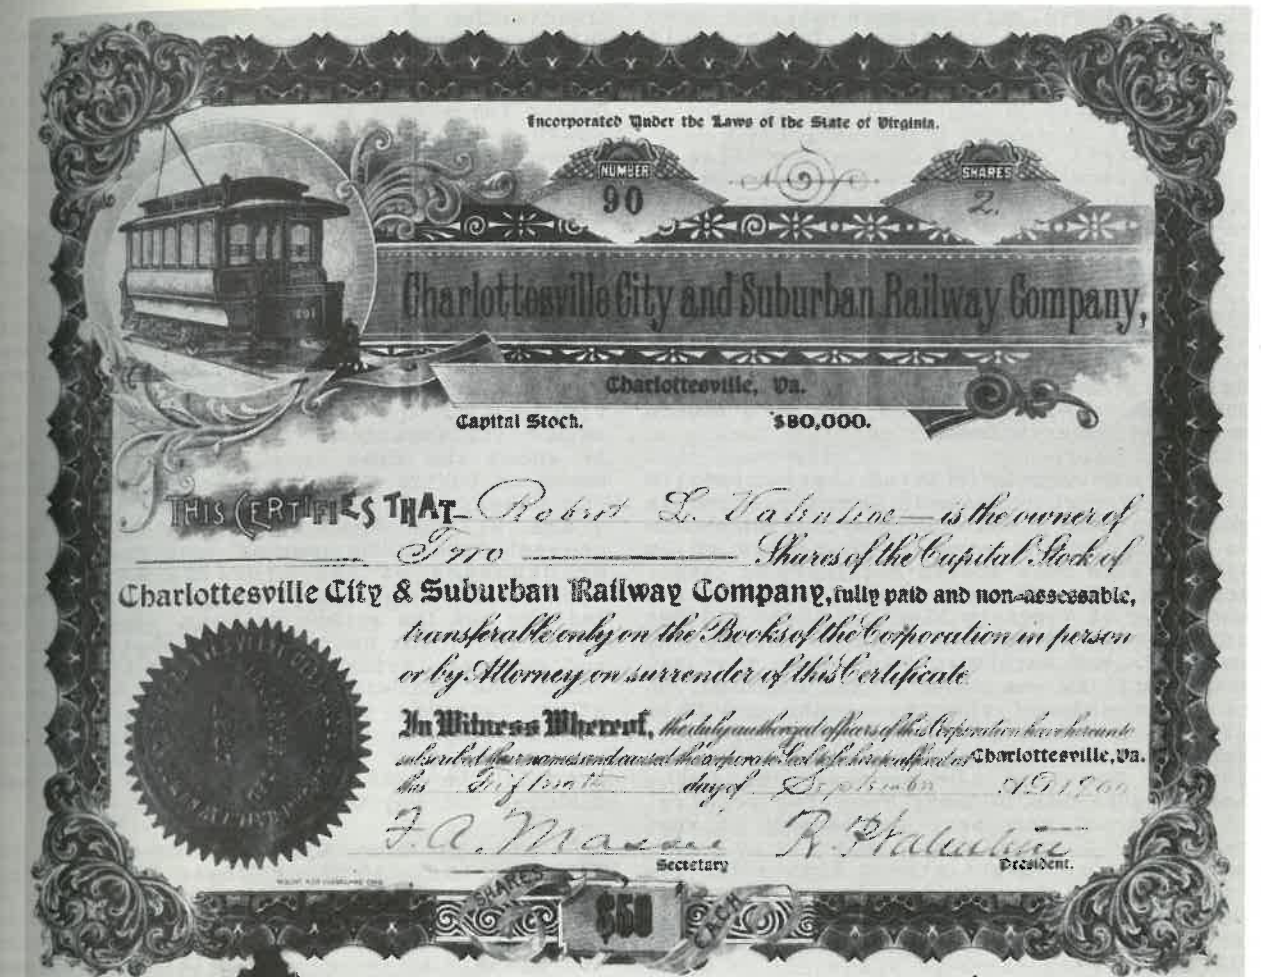 Incorporated Under the Laws of the State of Virginia.
NUMBER
90
SHARES
2.
Charlottesville City and Suburban Railway Company,
Charlottesville, Va.
Capital Stock. $80,000.
THIS CERTIFIES THAT Robert L. Valentine is the owner of
Two Shares of the Capital Stock of
Charlottesville City & Suburban Railway Company, fully paid and non-assessable,
transferable only on the Books of the Corporation in person
or by Attorney on surrender of this Certificate.
In Witness Whereof, the duly authorized officers of this Corporation have hereunto
subscribed their names and caused the corporate Seal to be hereto affixed at Charlottesville, Va.
this Fifteenth day of September A.D. 1900
F. A. Massie R. P. Valentine
Secretary President.
SHARES $50 EACH